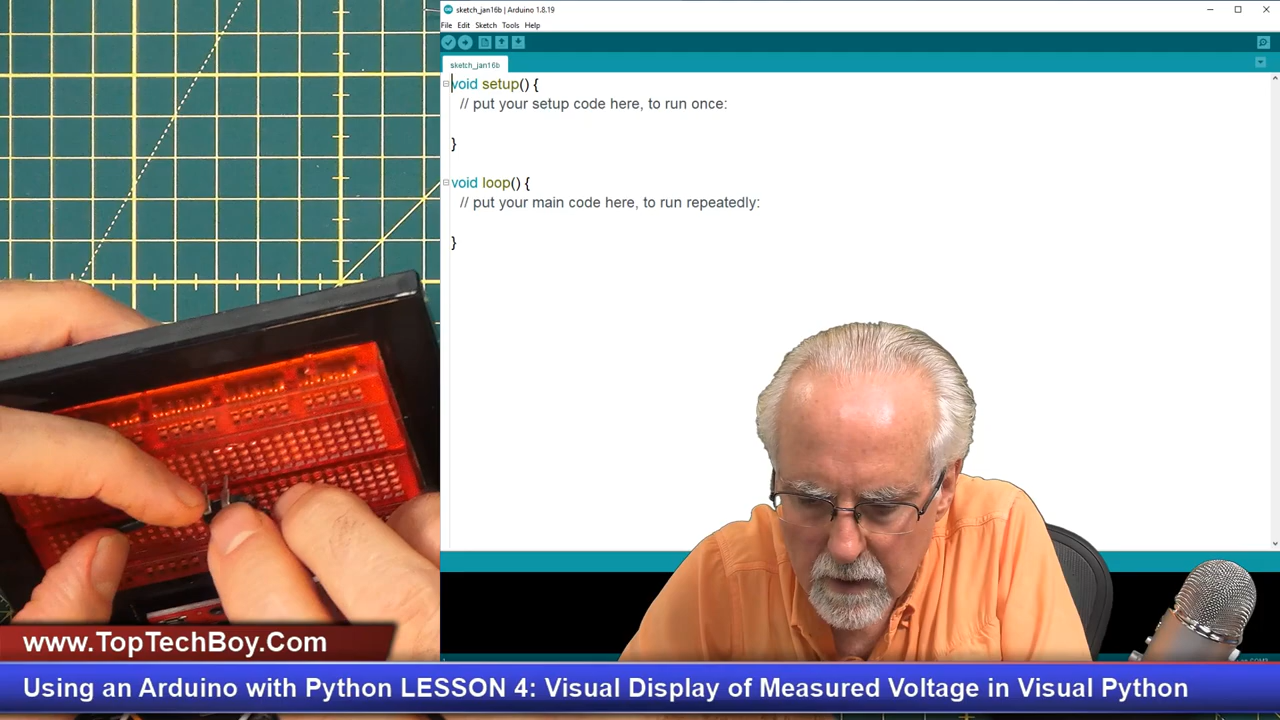 sketch_jan16b | Arduino 1.8.19
File Edit Sketch Tools Help
sketch_jan16b
void setup() {
// put your setup code here, to run once:
}
void loop() {
// put your main code here, to run repeatedly:
}
www.TopTechBoy.Com
Using an Arduino with Python LESSON 4: Visual Display of Measured Voltage in Visual Python